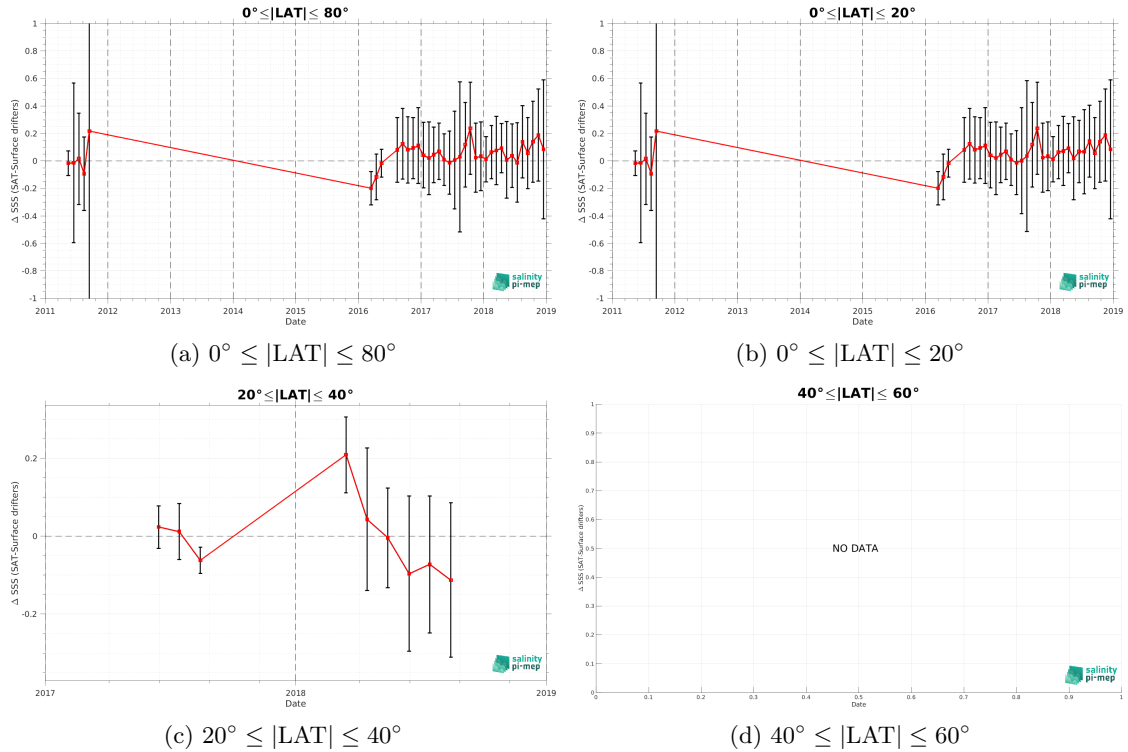 0°≤|LAT|≤ 80°
1
0.8
0.6
0.4
0.2
0
-0.2
-0.4
-0.6
-0.8
-1
Δ SSS (SAT-Surface drifters)
2011 2012 2013 2014 2015 2016 2017 2018 2019
Date
salinity
pi-mep
(a) 0° ≤ |LAT| ≤ 80°
0°≤|LAT|≤ 20°
1
0.8
0.6
0.4
0.2
0
-0.2
-0.4
-0.6
-0.8
-1
Δ SSS (SAT-Surface drifters)
2011 2012 2013 2014 2015 2016 2017 2018 2019
Date
salinity
pi-mep
(b) 0° ≤ |LAT| ≤ 20°
20°≤|LAT|≤ 40°
0.2
0
-0.2
Δ SSS (SAT-Surface drifters)
2017 2018 2019
Date
salinity
pi-mep
(c) 20° ≤ |LAT| ≤ 40°
40°≤|LAT|≤ 60°
1
0.9
0.8
0.7
0.6
0.5
0.4
0.3
0.2
0.1
0
Δ SSS (SAT-Surface drifters)
NO DATA
0 0.1 0.2 0.3 0.4 0.5 0.6 0.7 0.8 0.9 1
Date
salinity
pi-mep
(d) 40° ≤ |LAT| ≤ 60°